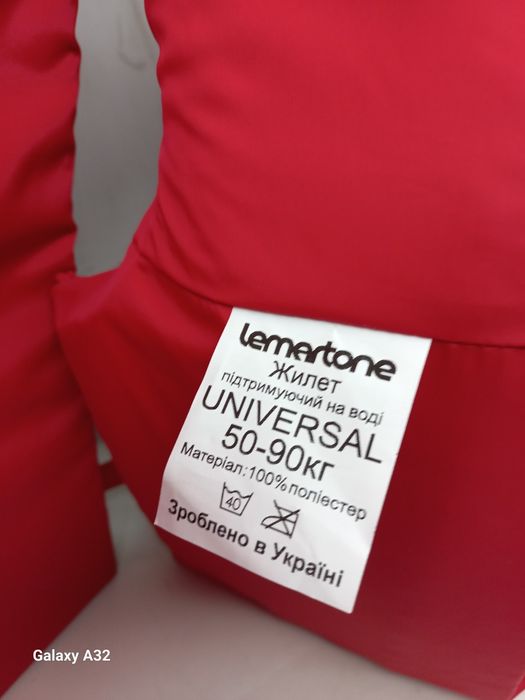 Lemartone
Жилет
підтримуючий на воді
UNIVERSAL
50-90кг
Матеріал:100%поліестер
40
Зроблено в Україні
Galaxy A32